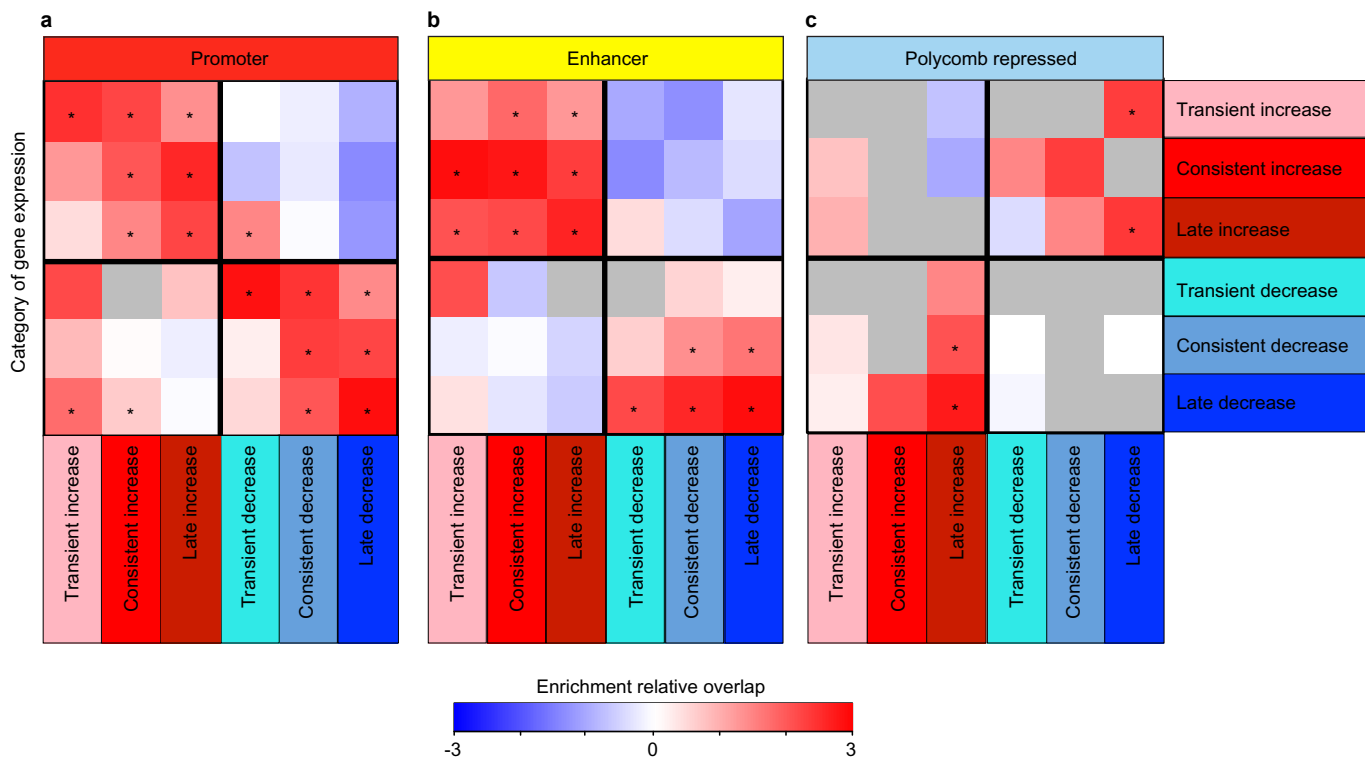 a
b
c
Promoter
Enhancer
Polycomb repressed
Category of gene expression
* * *
* *
* * *
* * *
* *
* * * *
* *
* * *
* * *
* *
* * *
*
*
*
*
Transient increase
Consistent increase
Late increase
Transient decrease
Consistent decrease
Late decrease
Transient increase
Consistent increase
Late increase
Transient decrease
Consistent decrease
Late decrease
Transient increase
Consistent increase
Late increase
Transient decrease
Consistent decrease
Late decrease
Transient increase
Consistent increase
Late increase
Transient decrease
Consistent decrease
Late decrease
Enrichment relative overlap
-3
0
3